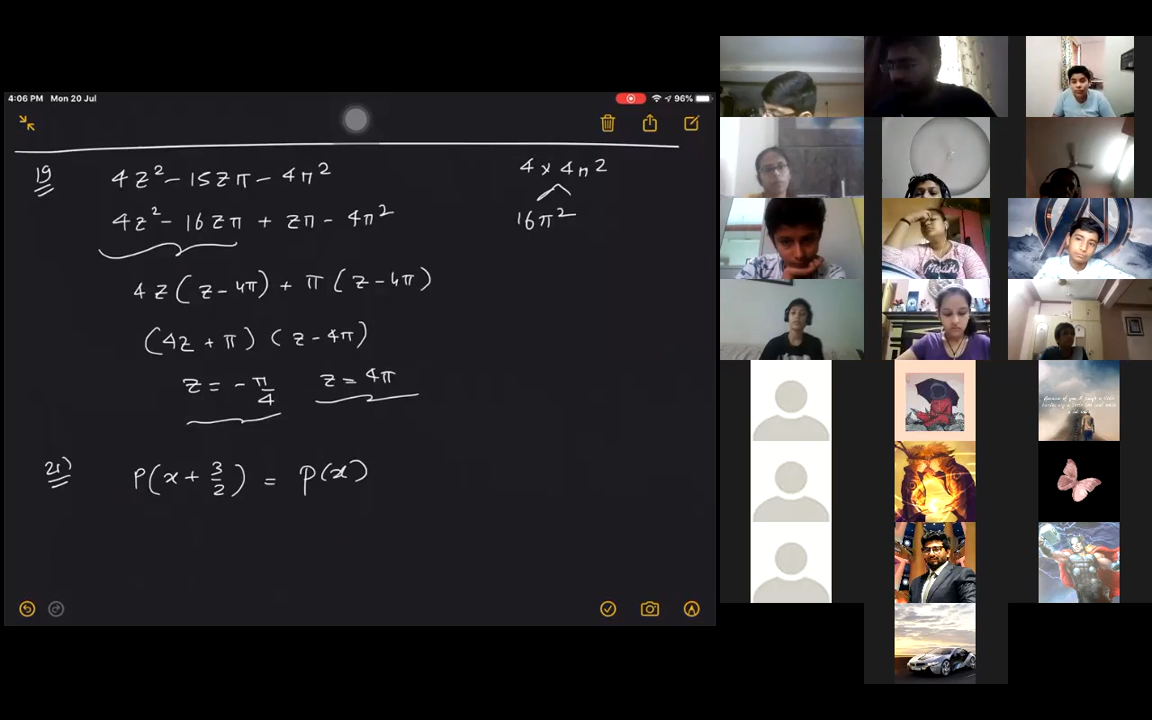 4:06 PM Mon 20 Jul
96%
19
4z² – 15zπ – 4π²
4 x 4π2
4z² – 16zπ + zπ – 4π²
16π²
4z(z – 4π) + π(z – 4π)
(4z + π)(z – 4π)
z = – π/4 z = 4π
21)
P(x + 3/2) = p(x)